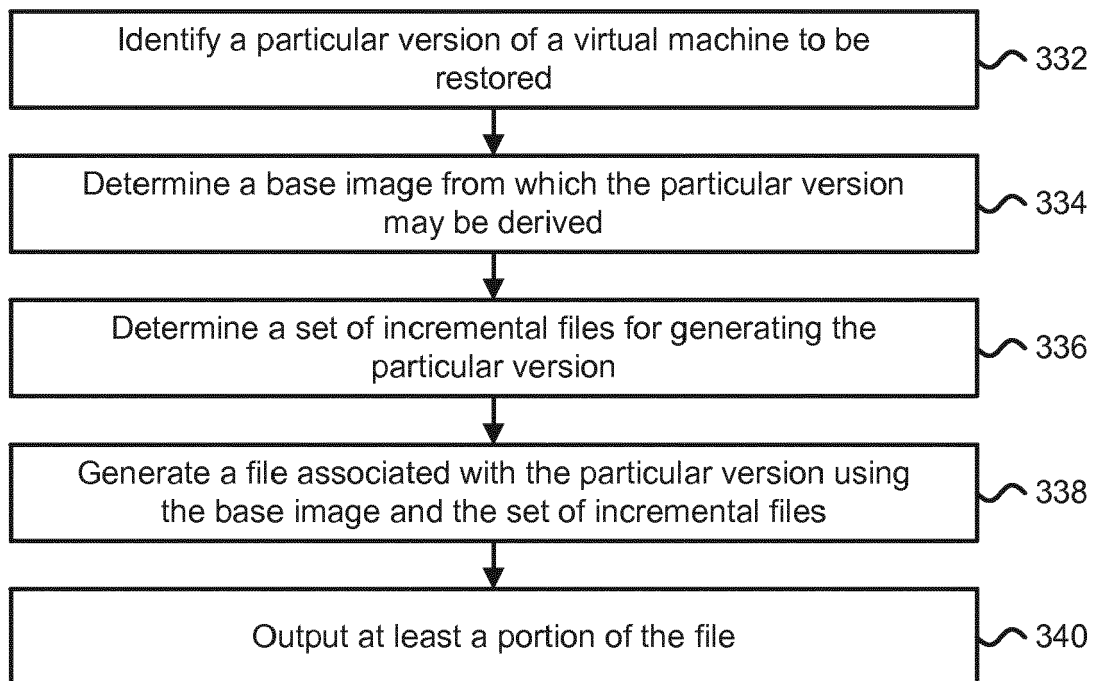 Identify a particular version of a virtual machine to be
restored
332
Determine a base image from which the particular version
may be derived
334
Determine a set of incremental files for generating the
particular version
336
Generate a file associated with the particular version using
the base image and the set of incremental files
338
Output at least a portion of the file
340